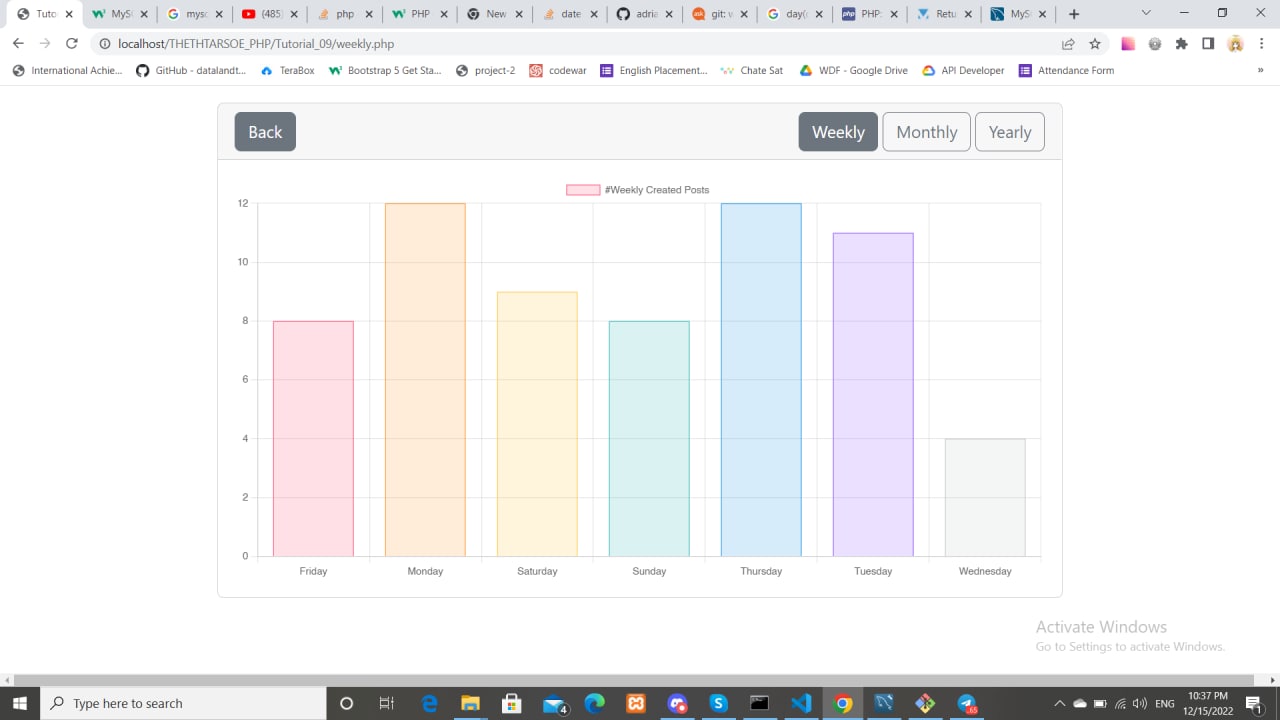 Tuto
MyS
mysc
(485)
php
PHP
New
date
adria
git: w
day(c
PHP:
Retu
MyS
localhost/THETHTARSOE_PHP/Tutorial_09/weekly.php
International Achie...
GitHub - datalandt...
TeraBox
Bootstrap 5 Get Sta...
project-2
codewar
English Placement...
Chate Sat
WDF - Google Drive
API Developer
Attendance Form
»
Back
Weekly
Monthly
Yearly
#Weekly Created Posts
12
10
8
6
4
2
0
Friday
Monday
Saturday
Sunday
Thursday
Tuesday
Wednesday
Activate Windows
Go to Settings to activate Windows.
Type here to search
4
.65
ENG
10:37 PM
12/15/2022
1